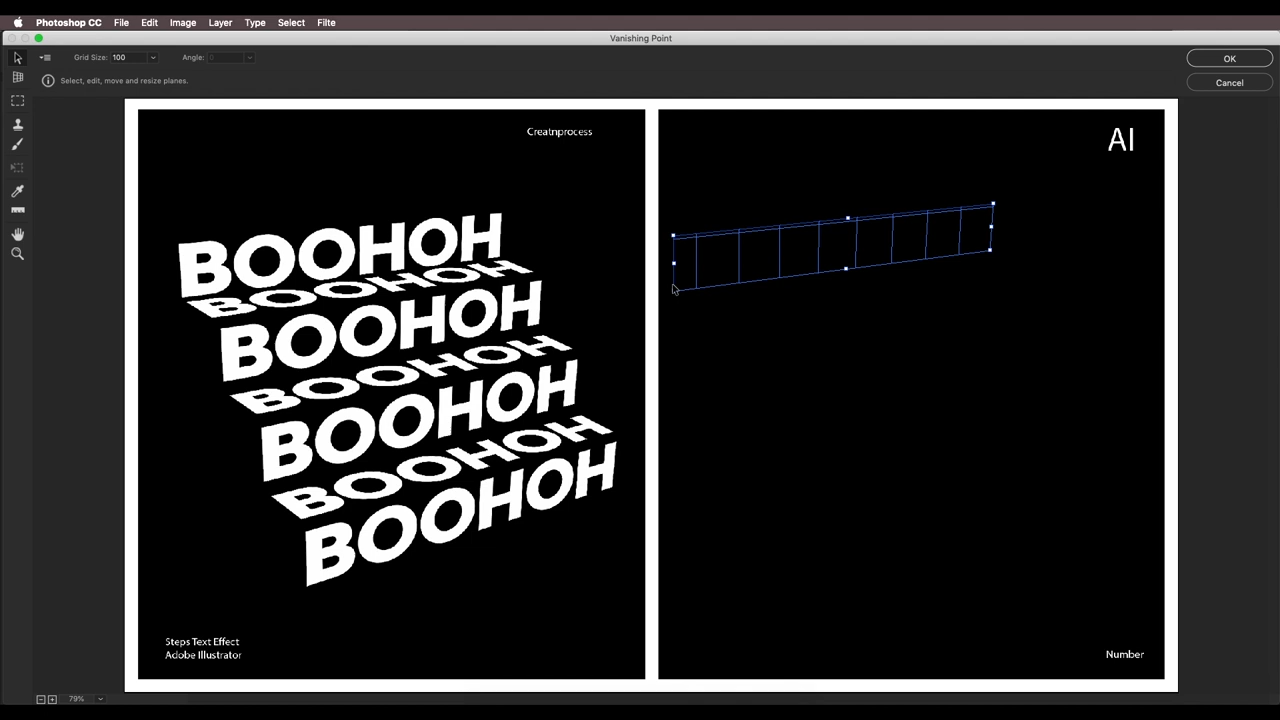 Photoshop CC File Edit Image Layer Type Select Filte
Vanishing Point
Grid Size: 100 Angle: 0
OK
Select, edit, move and resize planes.
Cancel
Creatnprocess
BOOHOH
BOOHOH
BOOHOH
BOOHOH
BOOHOH
BOOHOH
BOOHOH
Steps Text Effect
Adobe Illustrator
AI
Number
79%